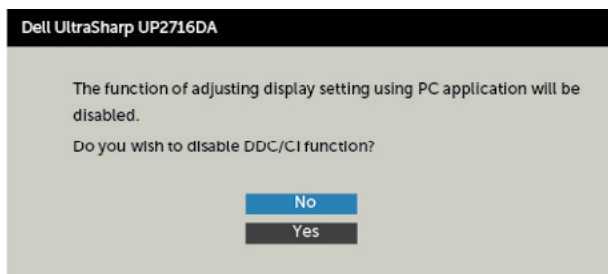 Dell UltraSharp UP2716DA
The function of adjusting display setting using PC application will be
disabled.
Do you wish to disable DDC/CI function?
No
Yes